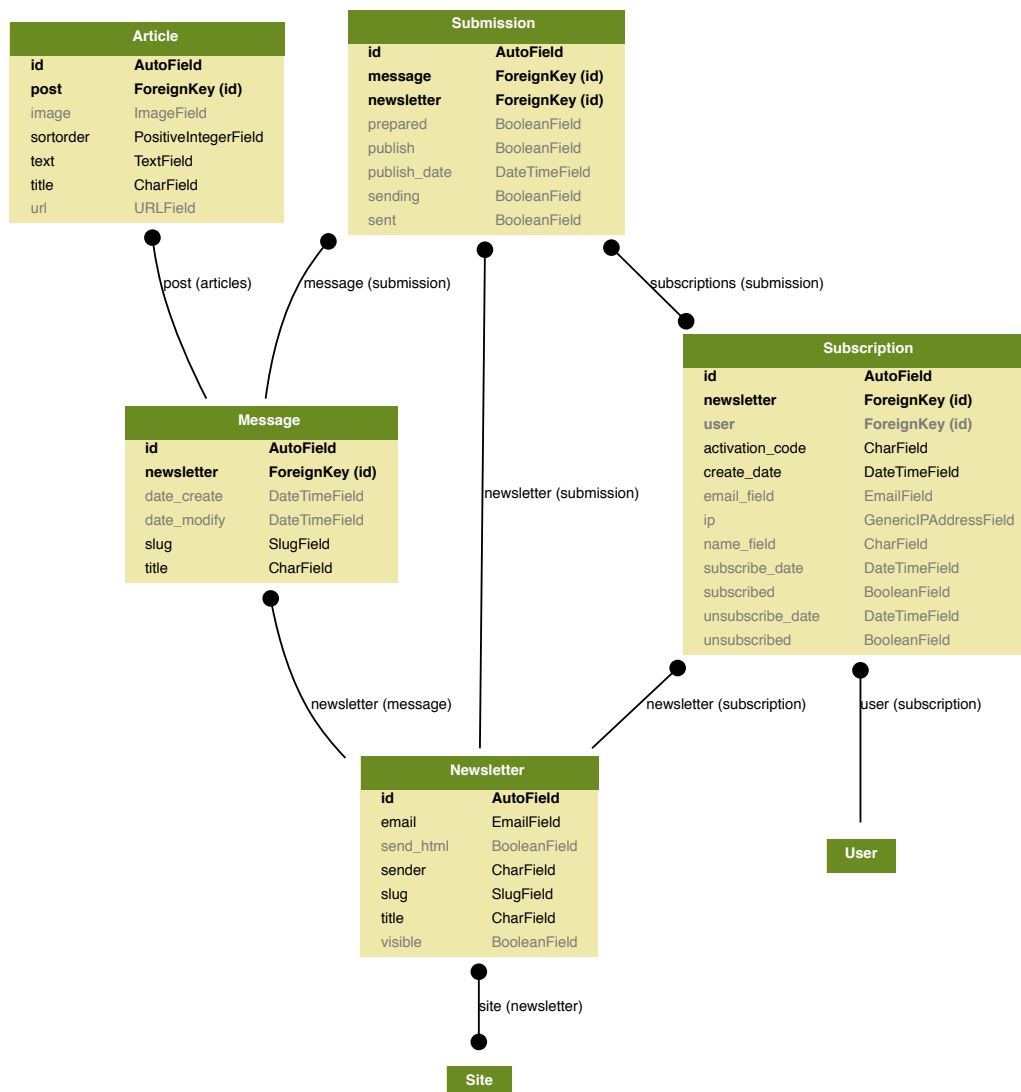 Article
id AutoField
post ForeignKey (id)
image ImageField
sortorder PositiveIntegerField
text TextField
title CharField
url URLField
Submission
id AutoField
message ForeignKey (id)
newsletter ForeignKey (id)
prepared BooleanField
publish BooleanField
publish_date DateTimeField
sending BooleanField
sent BooleanField
post (articles)
message (submission)
subscriptions (submission)
Subscription
id AutoField
newsletter ForeignKey (id)
user ForeignKey (id)
activation_code CharField
create_date DateTimeField
email_field EmailField
ip GenericIPAddressField
name_field CharField
subscribe_date DateTimeField
subscribed BooleanField
unsubscribe_date DateTimeField
unsubscribed BooleanField
Message
id AutoField
newsletter ForeignKey (id)
date_create DateTimeField
date_modify DateTimeField
slug SlugField
title CharField
newsletter (submission)
newsletter (message)
newsletter (subscription)
user (subscription)
Newsletter
id AutoField
email EmailField
send_html BooleanField
sender CharField
slug SlugField
title CharField
visible BooleanField
User
site (newsletter)
Site